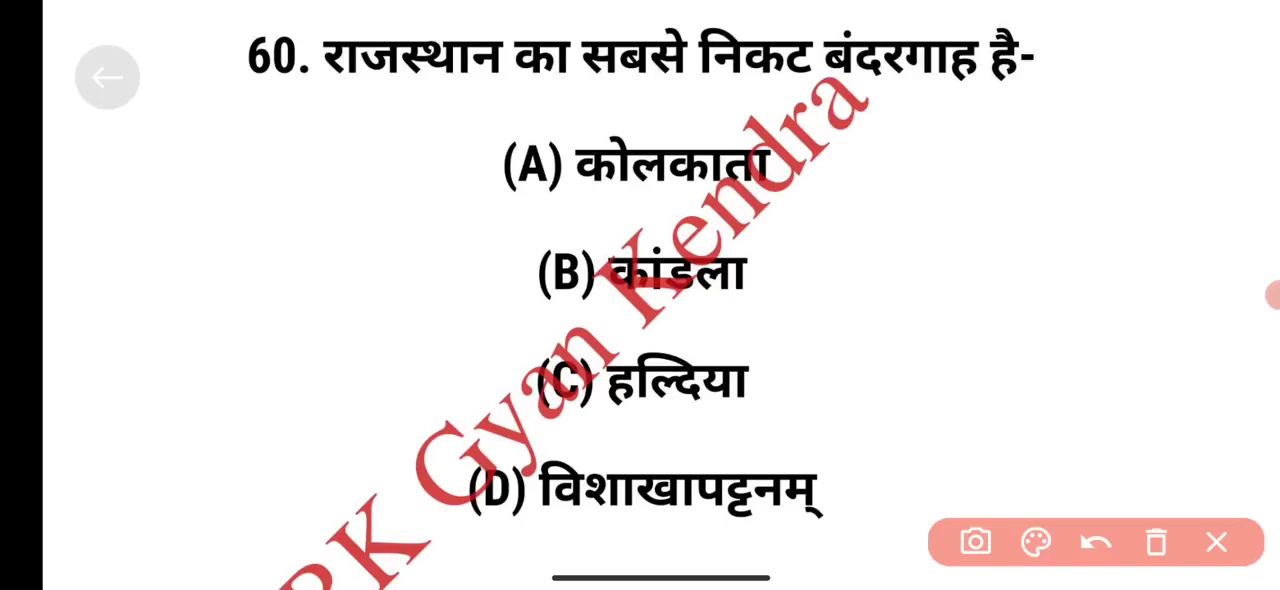 60. राजस्थान का सबसे निकट बंदरगाह है-
(A) कोलकाता
(B) कांडला
(C) हल्दिया
(D) विशाखापट्टनम्
RK Gyan Kendra